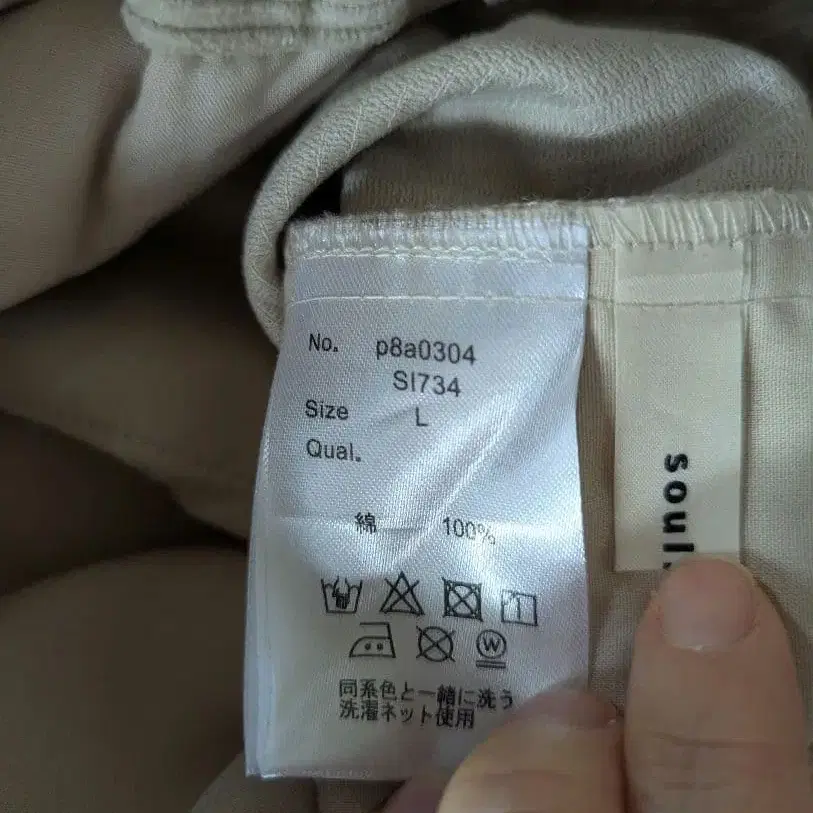 No. p8a0304
SI734
Size L
Qual.
綿 100%
W
同系色と一緒に洗う
洗濯ネット使用
soul